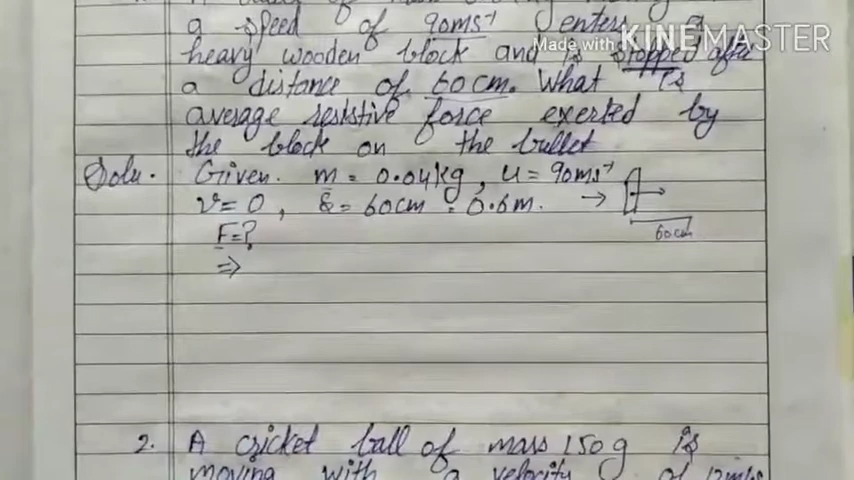 a speed of 90ms⁻¹ enters a
Made with KINEMASTER
heavy wooden block and is stopped after
a distance of 60cm. What is
average resistive force exerted by
the block on the bullet
Solu. Given. m = 0.04kg, u = 90ms⁻¹
v = 0, s = 60cm = 0.6m. →
60cm
F=?
⇒
2. A cricket ball of mass 150g is
moving with a velocity of 12m/s